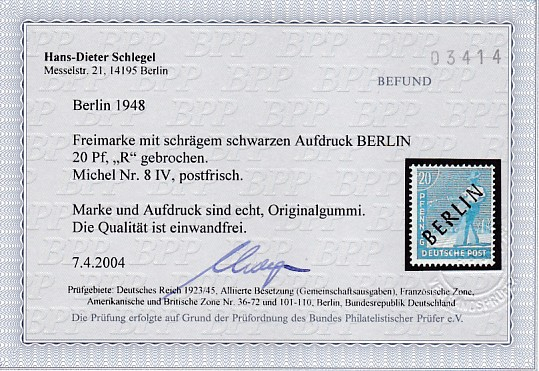 Hans-Dieter Schlegel
Messelstr. 21, 14195 Berlin
03414
BEFUND
Berlin 1948
Freimarke mit schrägem schwarzen Aufdruck BERLIN
20 Pf, „R“ gebrochen.
Michel Nr. 8 IV, postfrisch.
Marke und Aufdruck sind echt, Originalgummi.
Die Qualität ist einwandfrei.
20
PFENNIG
BERLIN
DEUTSCHE POST
7.4.2004
Prüfgebiete: Deutsches Reich 1923/45, Alliierte Besetzung (Gemeinschaftsausgaben), Französische Zone,
Amerikanische und Britische Zone Nr. 36-72 und 101-110, Berlin, Bundesrepublik Deutschland
Die Prüfung erfolgte auf Grund der Prüfordnung des Bundes Philatelistischer Prüfer e.V.
BPP